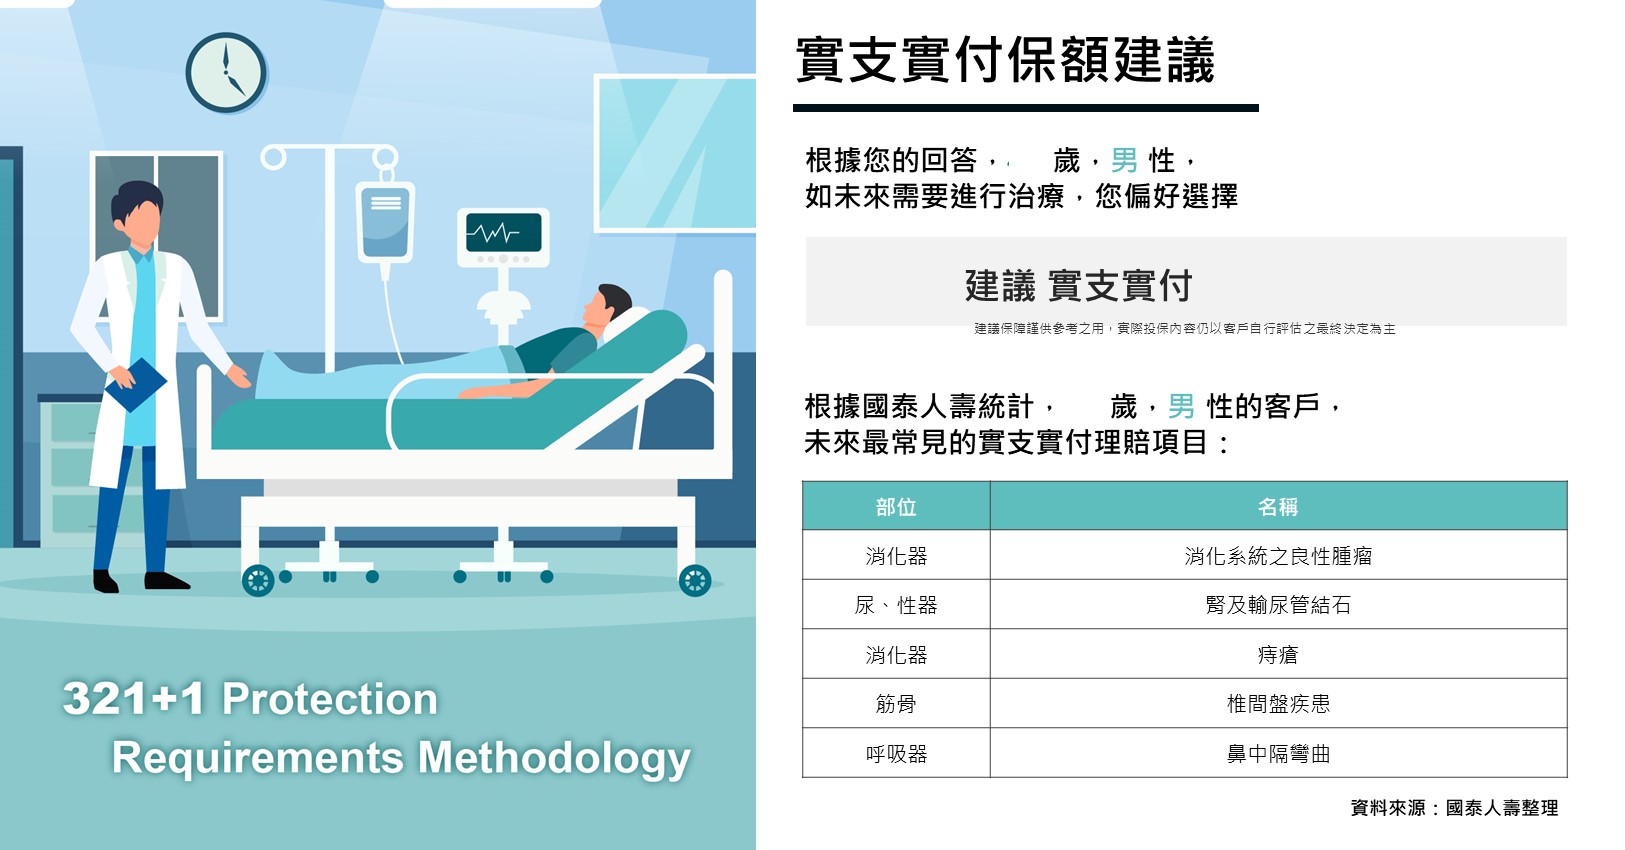 321+1 Protection
Requirements Methodology
實支實付保額建議
根據您的回答， 歲，男 性，
如未來需要進行治療，您偏好選擇
建議 實支實付
建議保障謹供參考之用，實際投保內容仍以客戶自行評估之最終決定為主
根據國泰人壽統計， 歲，男 性的客戶，
未來最常見的實支實付理賠項目：
部位 名稱
消化器 消化系統之良性腫瘤
尿、性器 腎及輸尿管結石
消化器 痔瘡
筋骨 椎間盤疾患
呼吸器 鼻中隔彎曲
資料來源：國泰人壽整理